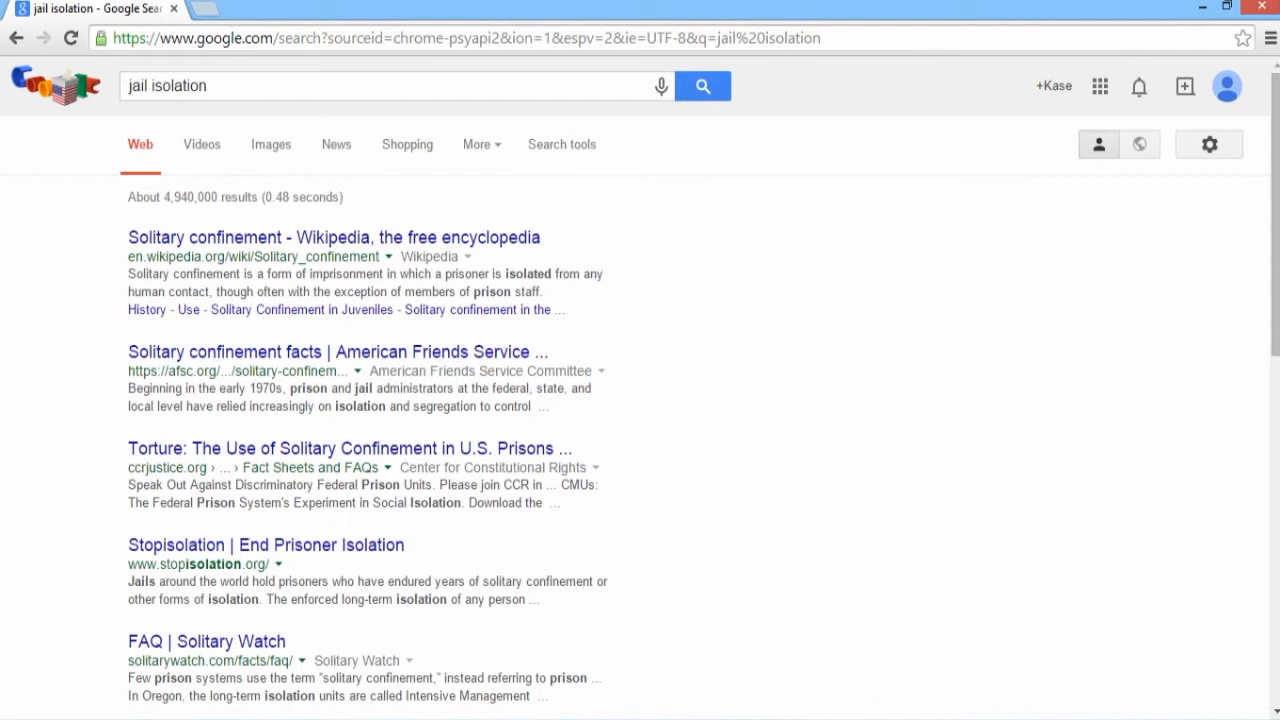 jail isolation - Google Sear
https://www.google.com/search?sourceid=chrome-psyapi2&ion=1&espv=2&ie=UTF-8&q=jail%20isolation
jail isolation
+Kase
Web Videos Images News Shopping More Search tools
About 4,940,000 results (0.48 seconds)
Solitary confinement - Wikipedia, the free encyclopedia
en.wikipedia.org/wiki/Solitary_confinement Wikipedia
Solitary confinement is a form of imprisonment in which a prisoner is isolated from any
human contact, though often with the exception of members of prison staff.
History - Use - Solitary Confinement in Juveniles - Solitary confinement in the ...
Solitary confinement facts | American Friends Service ...
https://afsc.org/.../solitary-confinem... American Friends Service Committee
Beginning in the early 1970s, prison and jail administrators at the federal, state, and
local level have relied increasingly on isolation and segregation to control ...
Torture: The Use of Solitary Confinement in U.S. Prisons ...
ccrjustice.org › ... › Fact Sheets and FAQs Center for Constitutional Rights
Speak Out Against Discriminatory Federal Prison Units. Please join CCR in ... CMUs:
The Federal Prison System's Experiment in Social Isolation. Download the ...
Stopisolation | End Prisoner Isolation
www.stopisolation.org/
Jails around the world hold prisoners who have endured years of solitary confinement or
other forms of isolation. The enforced long-term isolation of any person ...
FAQ | Solitary Watch
solitarywatch.com/facts/faq/ Solitary Watch
Few prison systems use the term "solitary confinement," instead referring to prison ...
In Oregon, the long-term isolation units are called Intensive Management ...